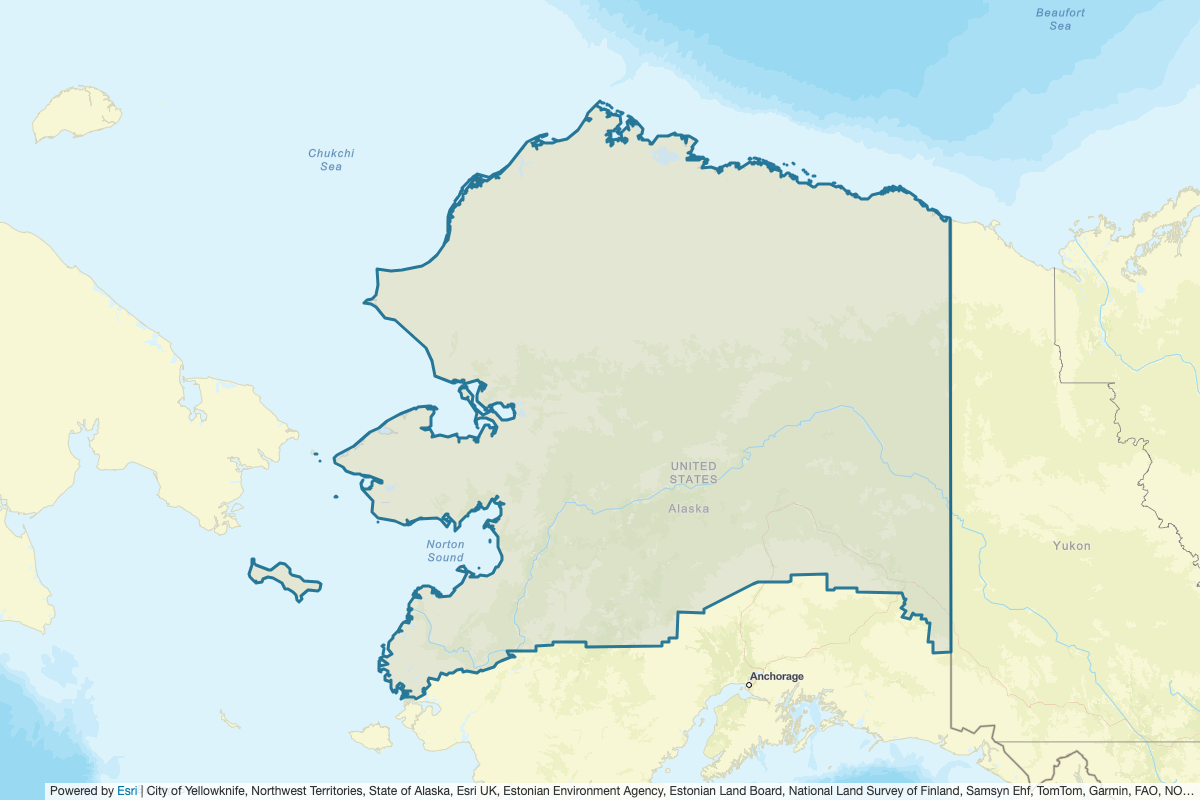 Beaufort
Sea
Chukchi
Sea
UNITED
STATES
Alaska
Norton
Sound
Yukon
Anchorage
Powered by Esri | City of Yellowknife, Northwest Territories, State of Alaska, Esri UK, Estonian Environment Agency, Estonian Land Board, National Land Survey of Finland, Samsyn Ehf, TomTom, Garmin, FAO, NO…